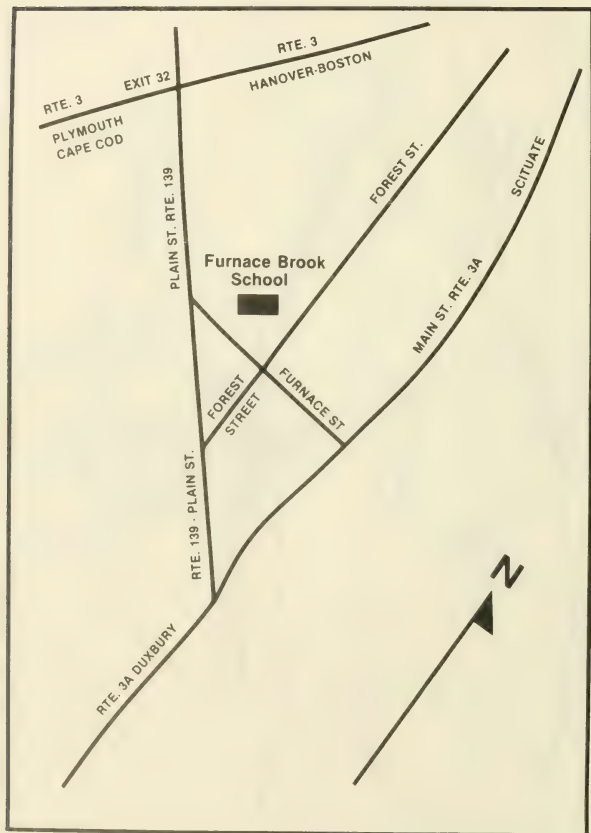 RTE. 3
HANOVER-BOSTON
EXIT 32
RTE. 3
PLYMOUTH
CAPE COD
PLAIN ST. RTE. 139
FOREST ST.
SCITUATE
Furnace Brook
School
MAIN ST. RTE. 3A
FURNACE ST
FOREST
STREET
RTE. 139 - PLAIN ST.
N
RTE. 3A DUXBURY